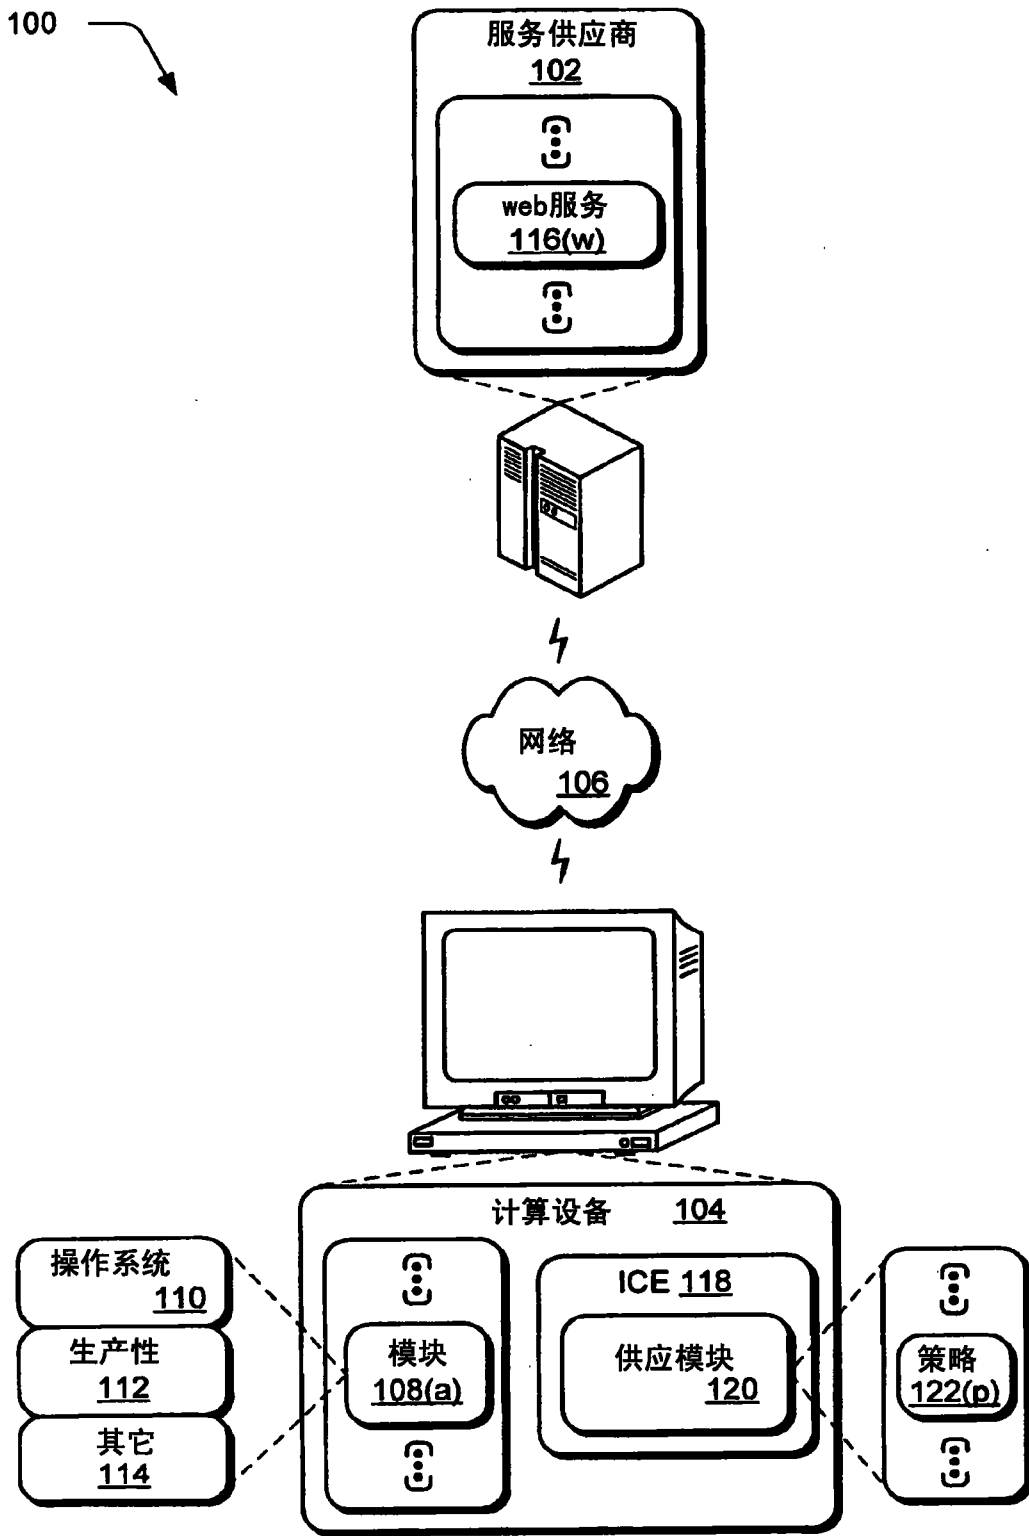 100
服务供应商
102
web服务
116(w)
网络
106
计算设备 104
操作系统
110
生产性
112
其它
114
模块
108(a)
ICE 118
供应模块
120
策略
122(p)